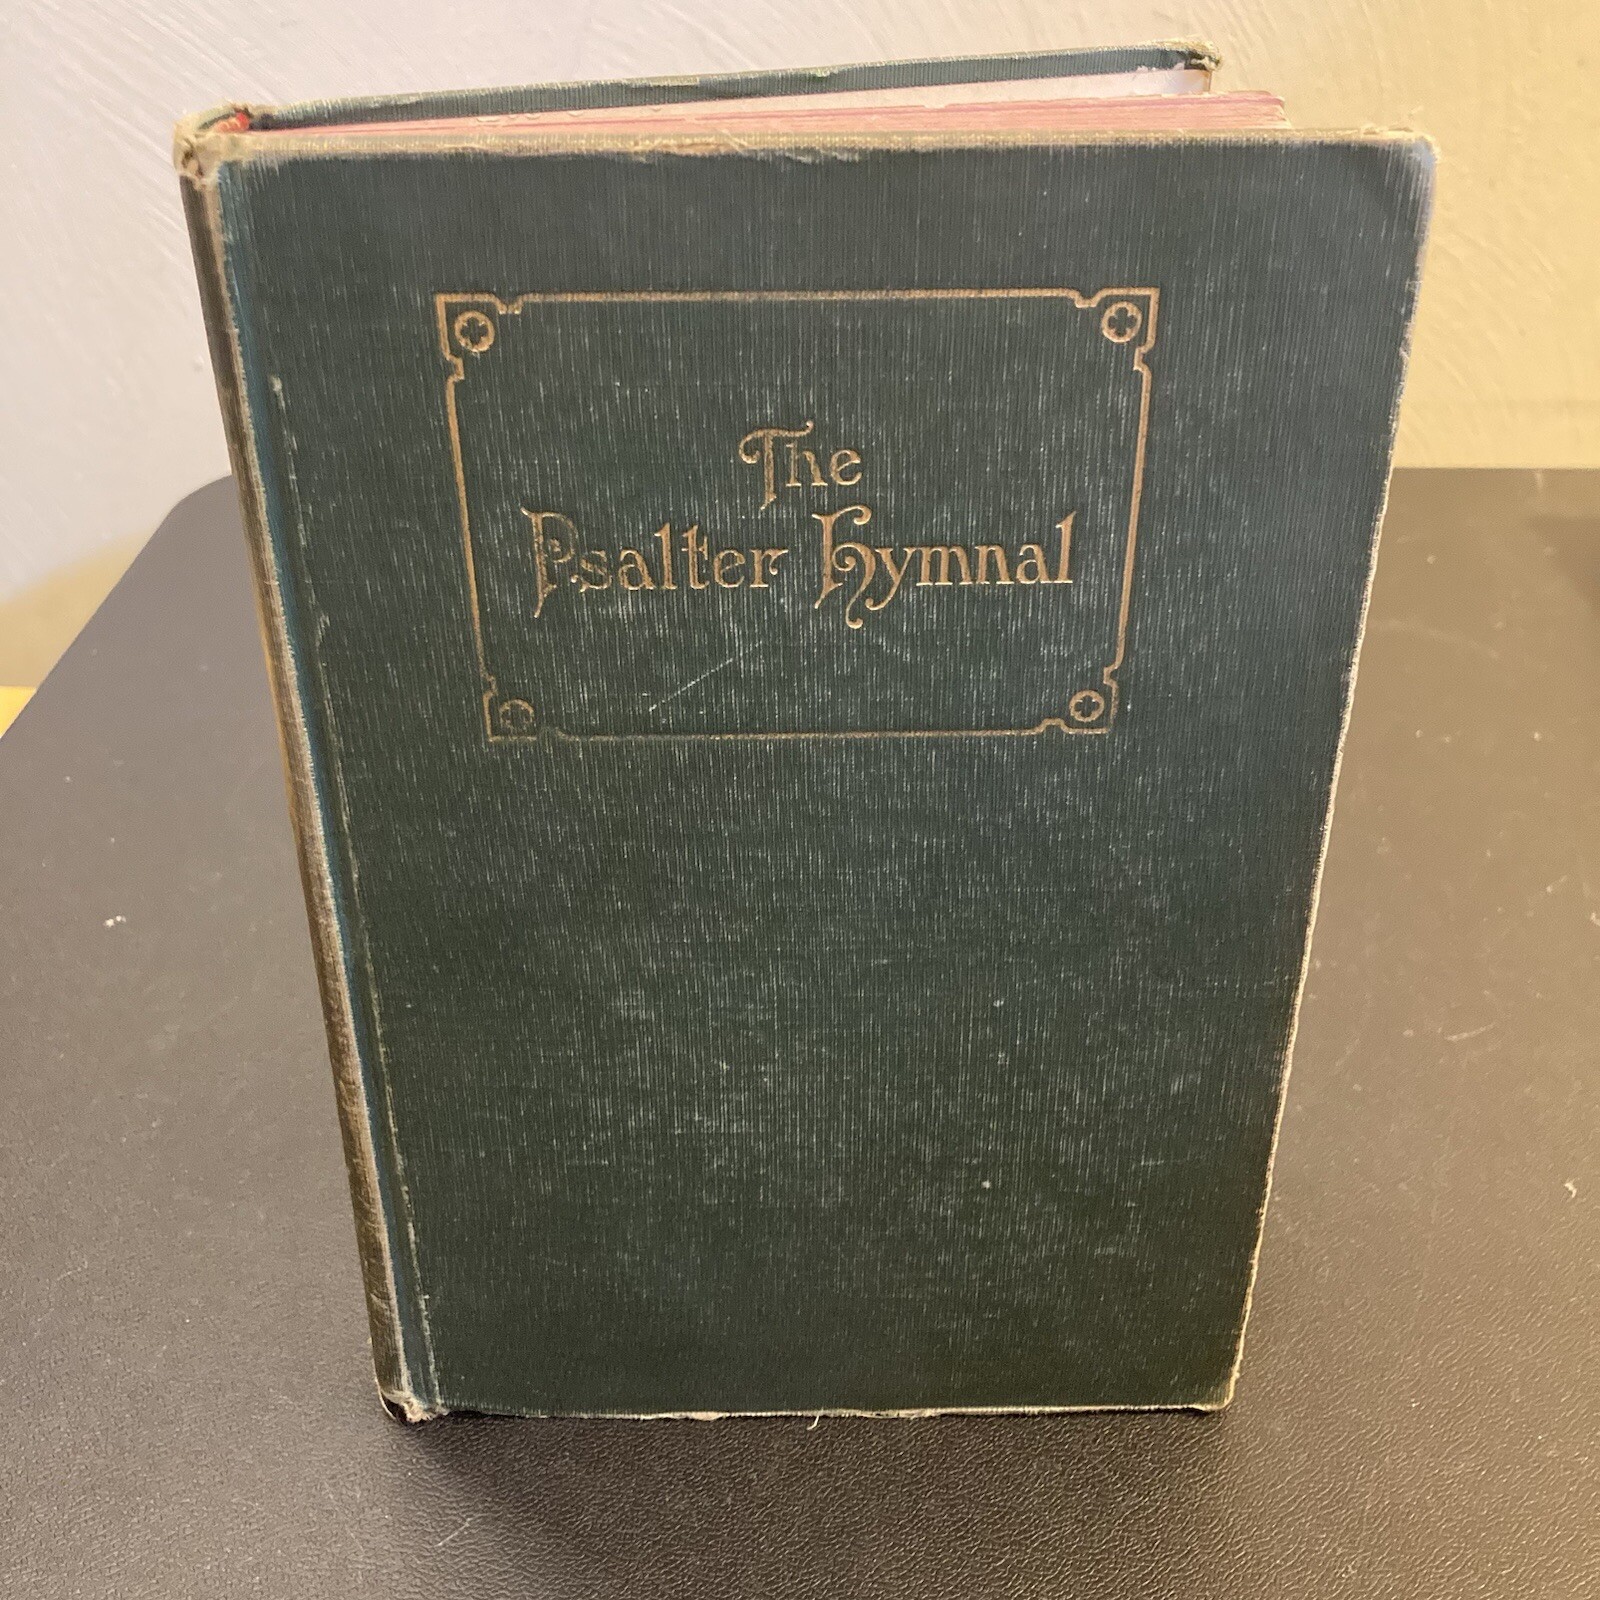 The
Psalter Hymnal